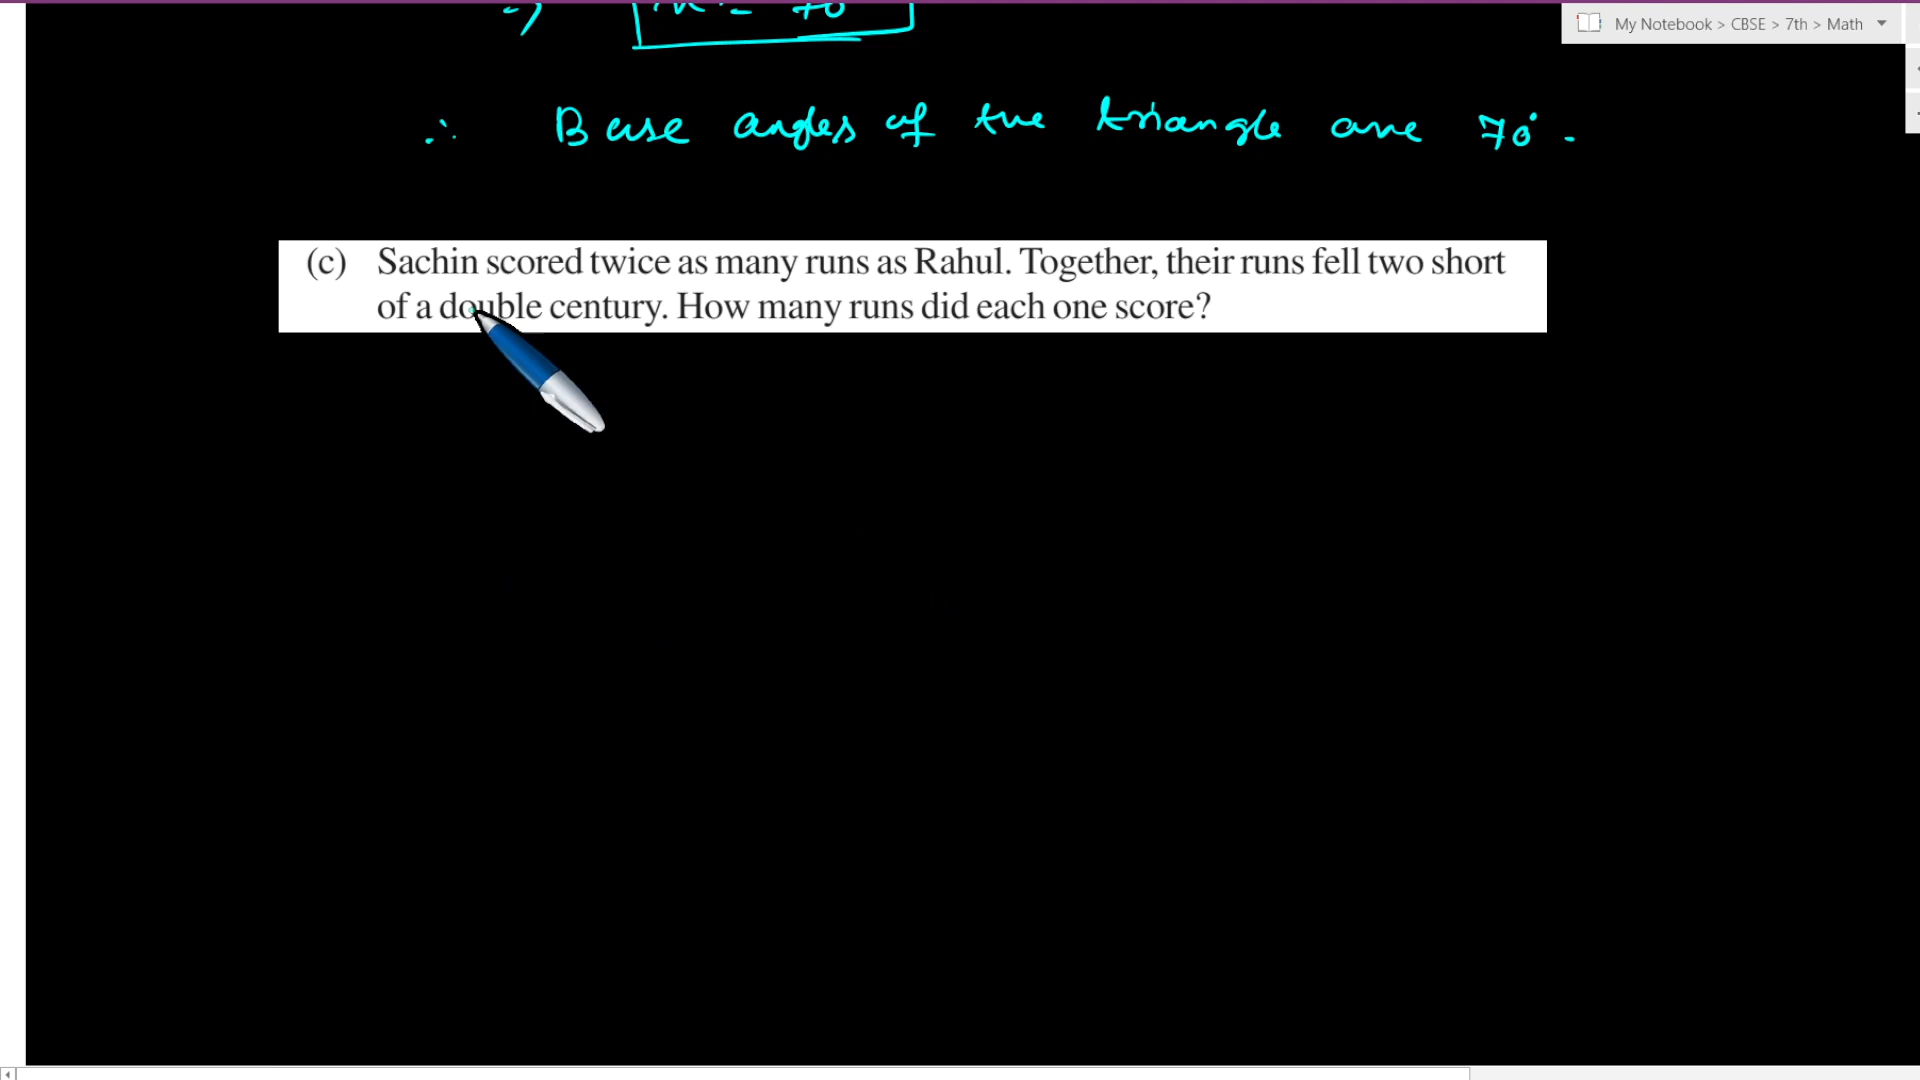 My Notebook > CBSE > 7th > Math
∴ Base angles of the triangle are 70° .
(c) Sachin scored twice as many runs as Rahul. Together, their runs fell two short
of a double century. How many runs did each one score?